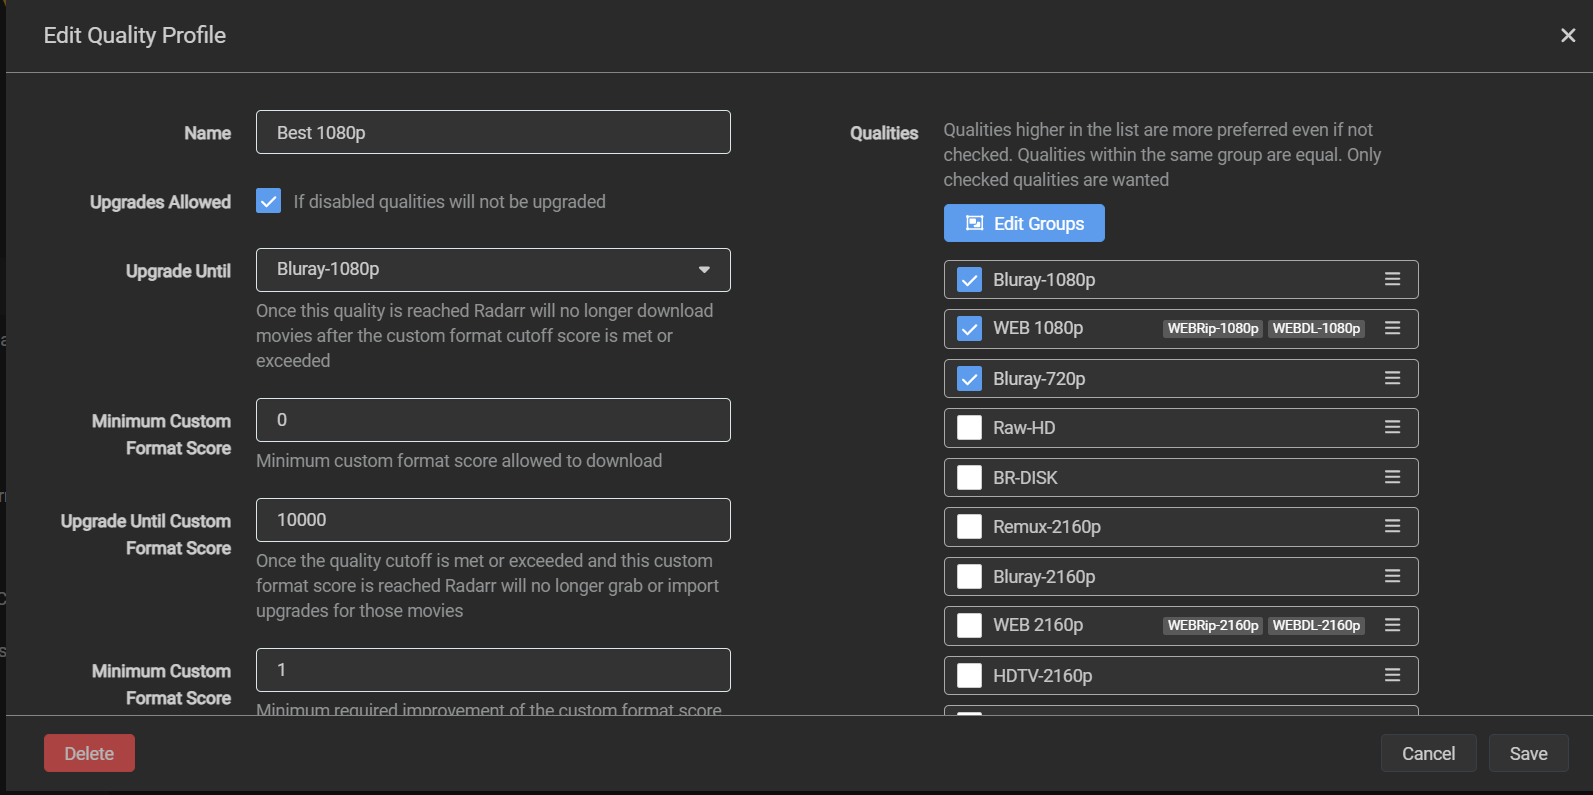 Edit Quality Profile
Name
Best 1080p
Upgrades Allowed
If disabled qualities will not be upgraded
Upgrade Until
Bluray-1080p
Once this quality is reached Radarr will no longer download
movies after the custom format cutoff score is met or
exceeded
Minimum Custom
Format Score
0
Minimum custom format score allowed to download
Upgrade Until Custom
Format Score
10000
Once the quality cutoff is met or exceeded and this custom
format score is reached Radarr will no longer grab or import
upgrades for those movies
Minimum Custom
Format Score
1
Minimum required improvement of the custom format score
Qualities
Qualities higher in the list are more preferred even if not
checked. Qualities within the same group are equal. Only
checked qualities are wanted
Edit Groups
Bluray-1080p
WEB 1080p WEBRip-1080p WEBDL-1080p
Bluray-720p
Raw-HD
BR-DISK
Remux-2160p
Bluray-2160p
WEB 2160p WEBRip-2160p WEBDL-2160p
HDTV-2160p
Delete
Cancel
Save